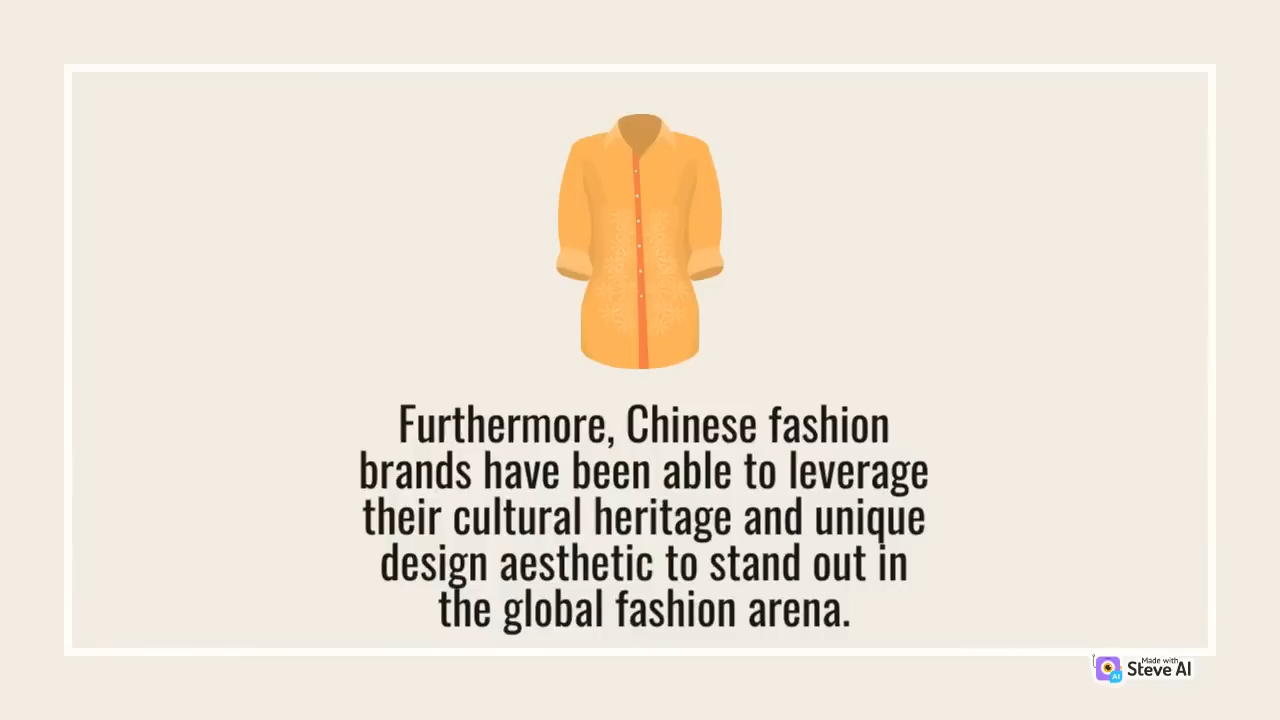 Furthermore, Chinese fashion
brands have been able to leverage
their cultural heritage and unique
design aesthetic to stand out in
the global fashion arena.
Made with
Steve AI
AI